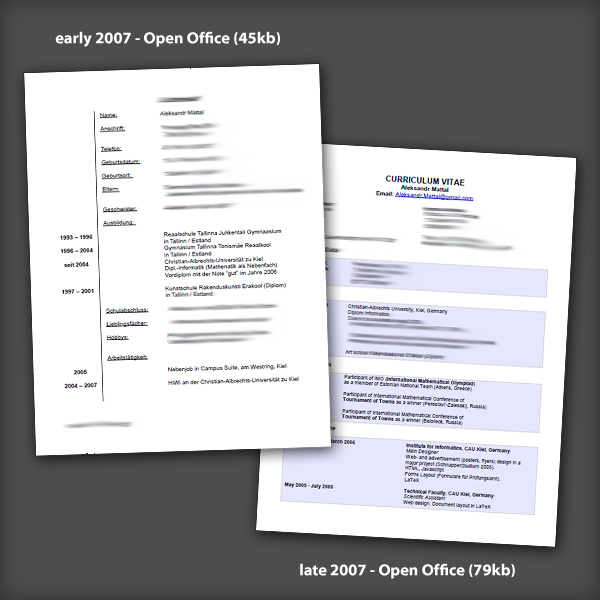 early 2007 - Open Office (45kb)
Name:
Aleksandr Mattal
Anschrift:
Telefon:
Geburtsdatum:
Geburtsort:
Eltern:
Geschwister:
Ausbildung:
1993 – 1996
Reaalschule Tallinna Juhkentali Gymnaasium
in Tallinn / Estland
1996 – 2004
Gymnasium Tallinna Tonismäe Reaalkool
in Tallinn / Estland
seit 2004
Christian-Albrechts-Universität zu Kiel
Dipl.-Informatik (Mathematik als Nebenfach)
Vordiplom mit der Note "gut" im Jahre 2006
1997 – 2001
Kunstschule Rakenduskunsti Erakool (Diplom)
in Tallinn / Estland
Schulabschluss:
Lieblingsfächer:
Hobbys:
Arbeitstätigkeit:
2005
Nebenjob in Campus Suite, am Westring, Kiel
2004 – 2007
HiWi an der Christian-Albrechts-Universität zu Kiel
CURRICULUM VITAE
Aleksandr Mattal
Email: Aleksandr.Mattal@gmail.com
Christian-Albrechts University, Kiel, Germany
Diplom Informatics
Art school Rakenduskunsti Erakool (Diplom)
Participant of IMO (International Mathematical Olympiad)
as a member of Estonian National Team (Athens, Greece)
Participant of International Mathematical Conference of
Tournament of Towns as a winner (Pereslavl-Zalesski, Russia)
Participant of International Mathematical Conference of
Tournament of Towns as a winner (Beloreck, Russia)
March 2006
Institute for Informatics, CAU Kiel, Germany
Main Designer
Web- and advertisement (posters, flyers) design in a
major project (SchnupperStudium 2006).
HTML, Javascript
Forms Layout (Formulare für Prüfungsamt),
LaTeX
May 2005 - July 2005
Technical Faculty, CAU Kiel, Germany
Scientific Assistant
Web design, Document layout in LaTeX
late 2007 - Open Office (79kb)